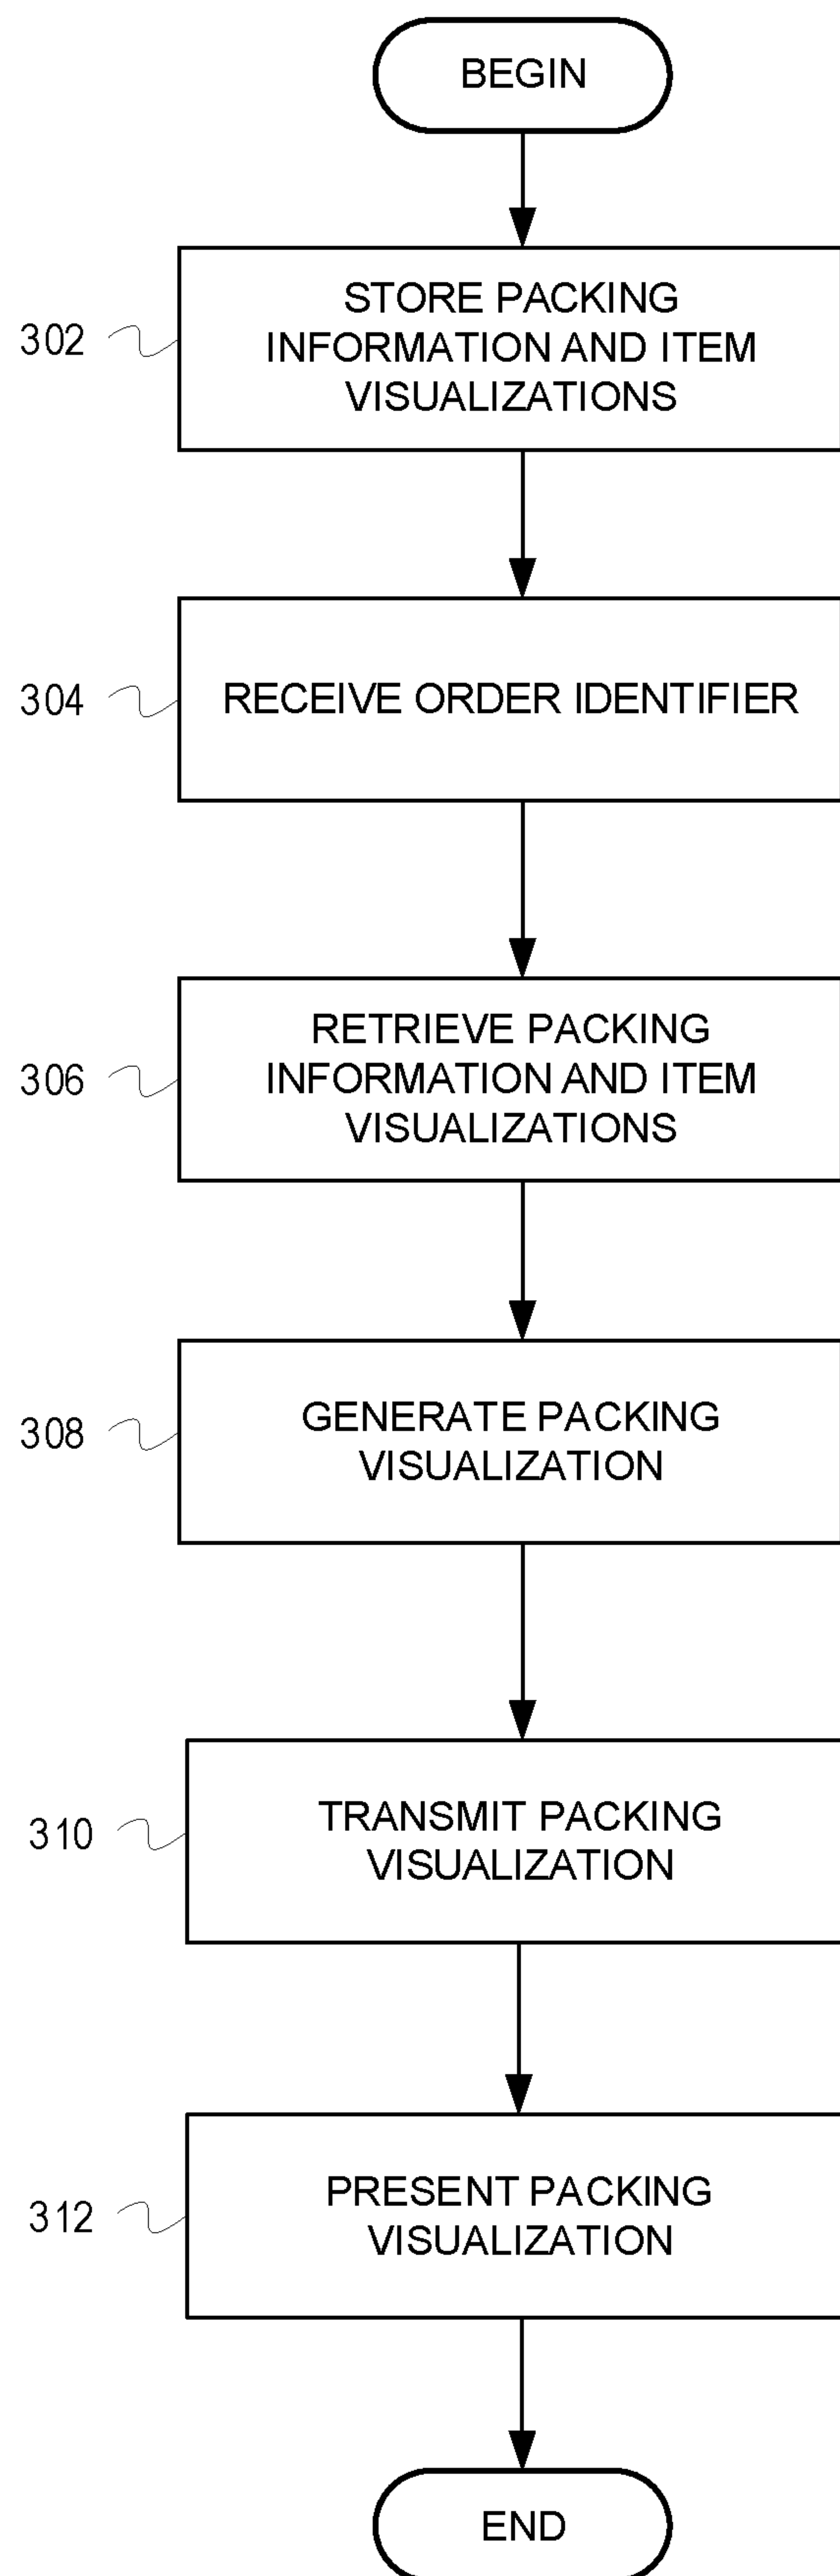 BEGIN
302
STORE PACKING
INFORMATION AND ITEM
VISUALIZATIONS
304
RECEIVE ORDER IDENTIFIER
306
RETRIEVE PACKING
INFORMATION AND ITEM
VISUALIZATIONS
308
GENERATE PACKING
VISUALIZATION
310
TRANSMIT PACKING
VISUALIZATION
312
PRESENT PACKING
VISUALIZATION
END